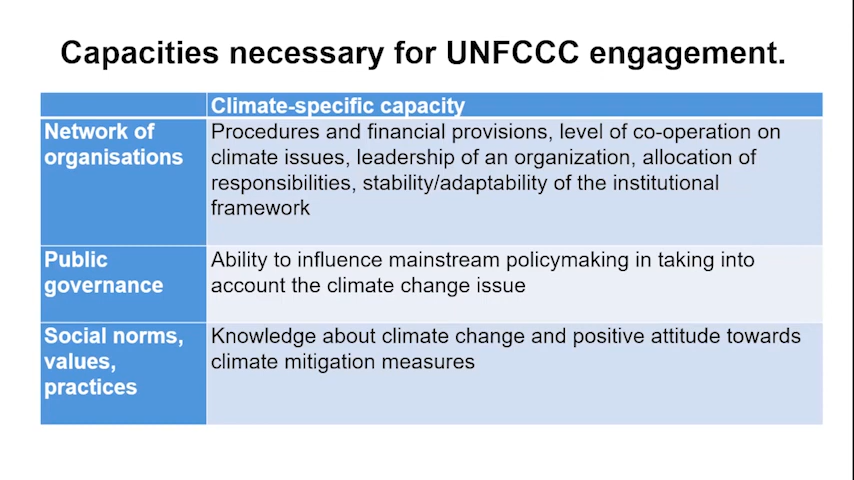 Capacities necessary for UNFCCC engagement.
Climate-specific capacity
Network of
organisations
Procedures and financial provisions, level of co-operation on
climate issues, leadership of an organization, allocation of
responsibilities, stability/adaptability of the institutional
framework
Public
governance
Ability to influence mainstream policymaking in taking into
account the climate change issue
Social norms,
values,
practices
Knowledge about climate change and positive attitude towards
climate mitigation measures